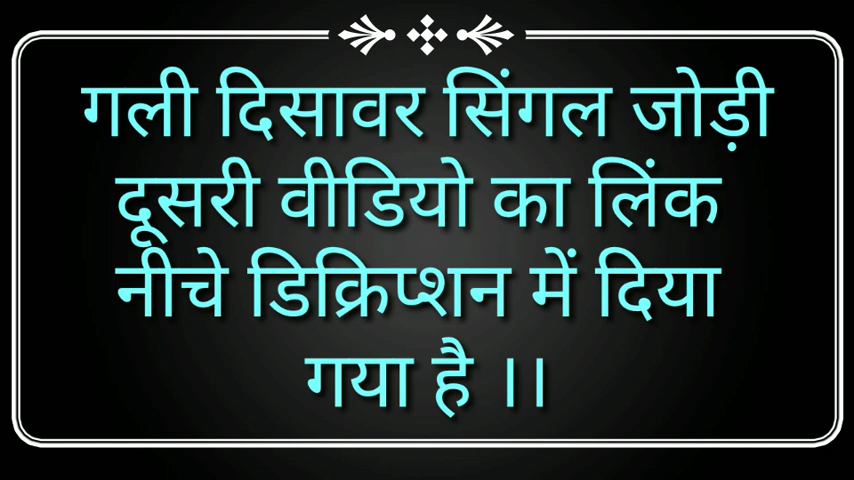 गली दिसावर सिंगल जोड़ी
दूसरी वीडियो का लिंक
नीचे डिक्रिप्शन में दिया
गया है ।।